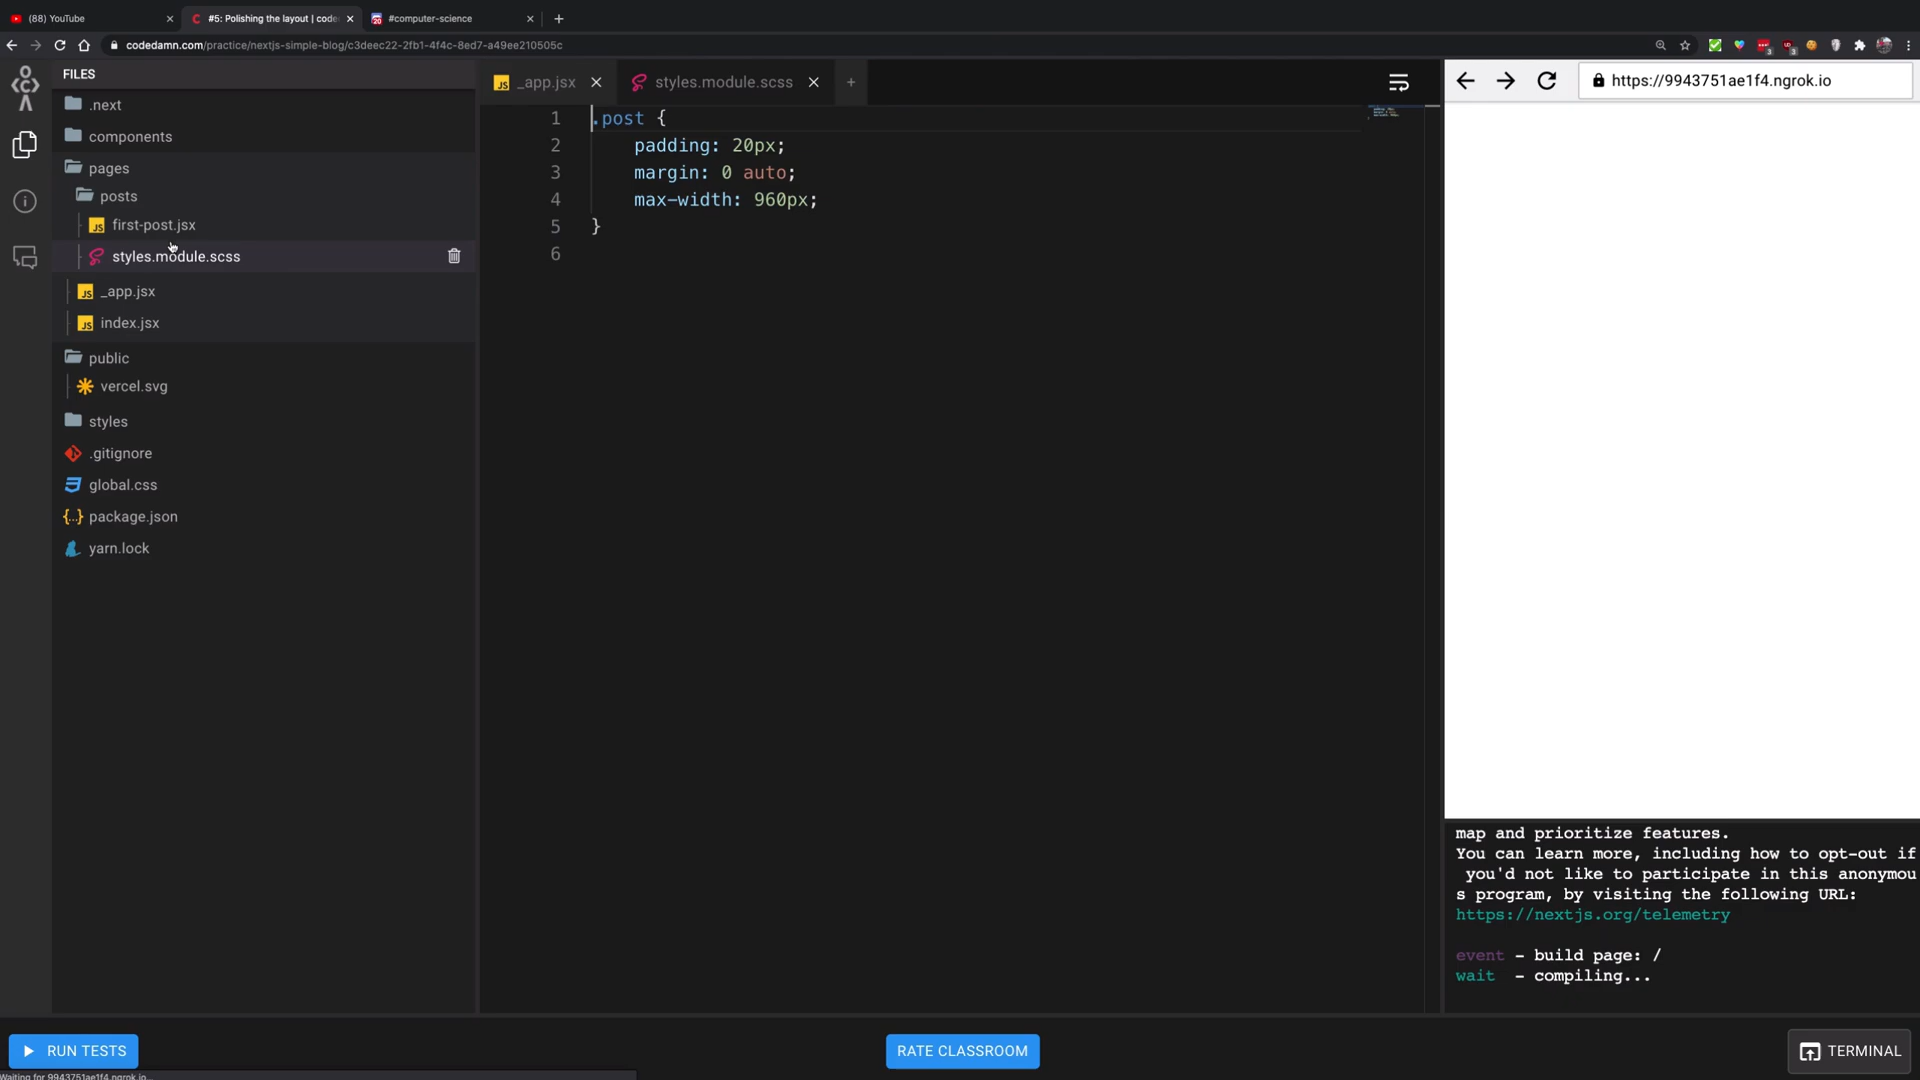 (88) YouTube
#5: Polishing the layout | code
#computer-science
codedamn.com/practice/nextjs-simple-blog/c3deec22-2fb1-4f4c-8ed7-a49ee210505c
FILES
.next
components
pages
posts
first-post.jsx
styles.module.scss
_app.jsx
index.jsx
public
vercel.svg
styles
.gitignore
global.css
package.json
yarn.lock
_app.jsx
styles.module.scss
1 .post {
2 padding: 20px;
3 margin: 0 auto;
4 max-width: 960px;
5 }
6
https://9943751ae1f4.ngrok.io
map and prioritize features.
You can learn more, including how to opt-out if
you'd not like to participate in this anonymou
s program, by visiting the following URL:
https://nextjs.org/telemetry
event - build page: /
wait - compiling...
RUN TESTS
RATE CLASSROOM
TERMINAL
Waiting for 9943751ae1f4.ngrok.io...